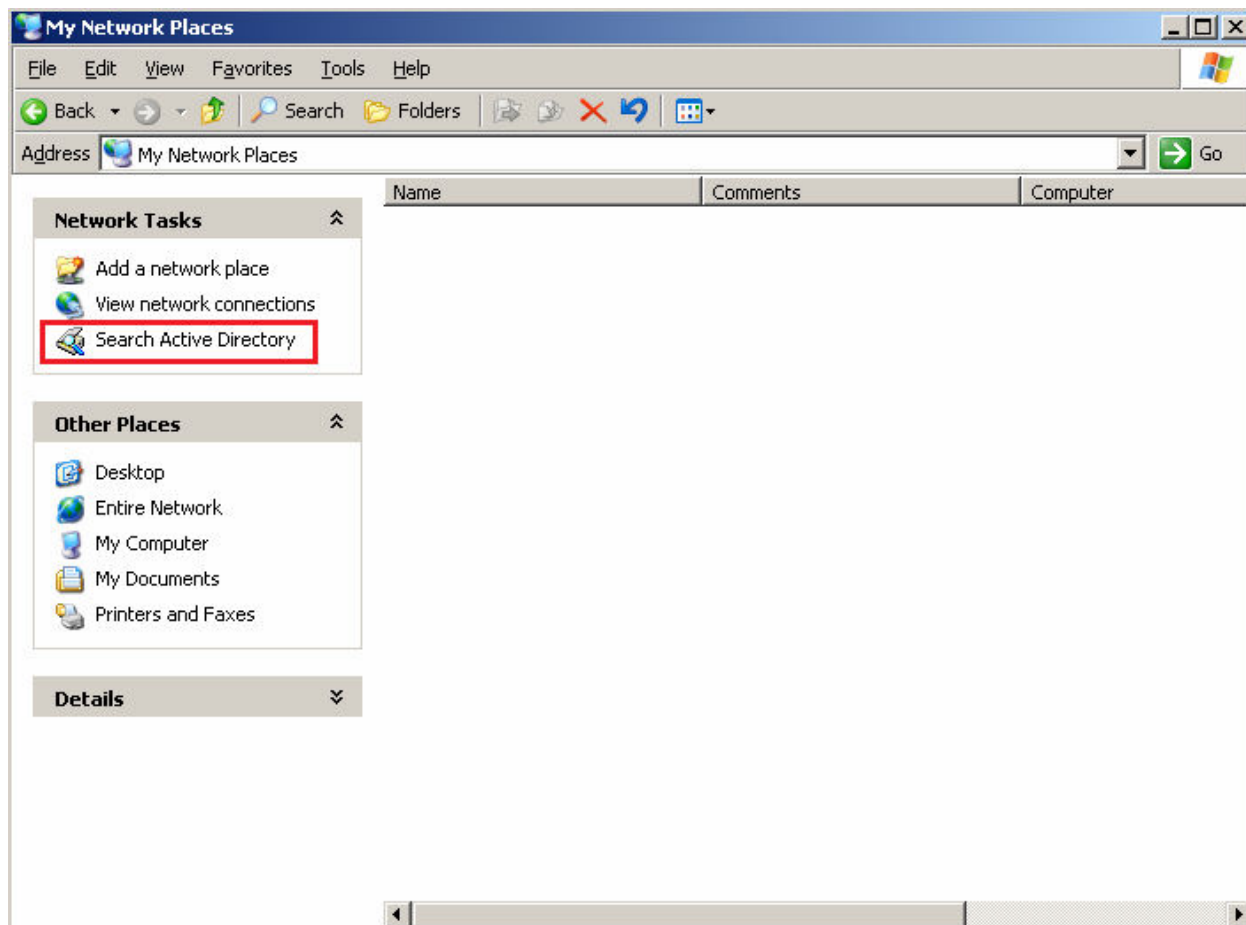 My Network Places
File Edit View Favorites Tools Help
Back Search Folders
Address My Network Places Go
Name Comments Computer
Network Tasks
Add a network place
View network connections
Search Active Directory
Other Places
Desktop
Entire Network
My Computer
My Documents
Printers and Faxes
Details